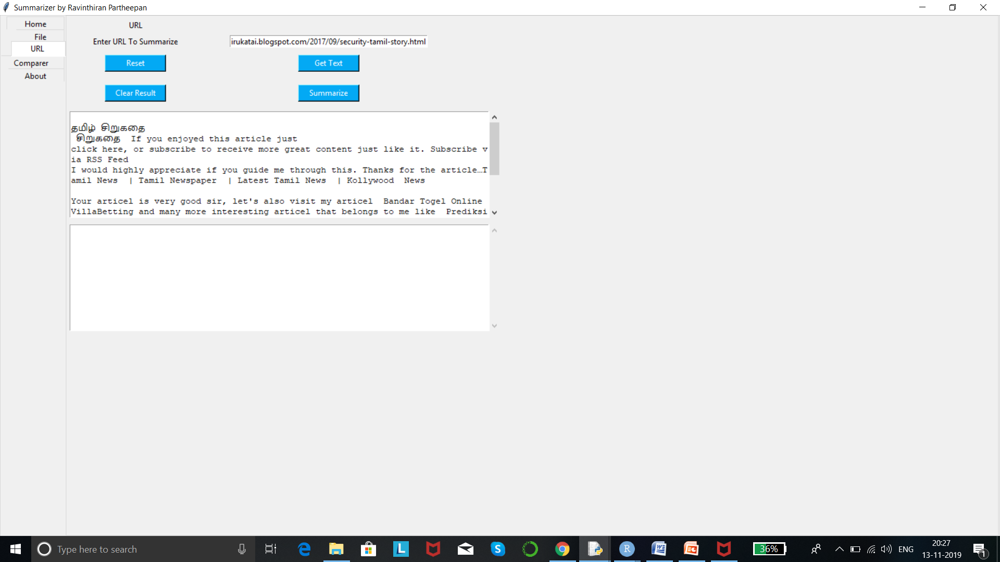 Summarizer by Ravinthiran Partheepan
Home
File
URL
Comparer
About
URL
Enter URL To Summarize
irukatai.blogspot.com/2017/09/security-tamil-story.html
Reset
Get Text
Clear Result
Summarize
தமிழ் சிறுகதை
சிறுகதை If you enjoyed this article just
click here, or subscribe to receive more great content just like it. Subscribe v
ia RSS Feed
I would highly appreciate if you guide me through this. Thanks for the article…T
amil News | Tamil Newspaper | Latest Tamil News | Kollywood News
Your articel is very good sir, let's also visit my articel Bandar Togel Online
VillaBetting and many more interesting articel that belongs to me like Prediksi
Type here to search
36%
ENG
20:27
13-11-2019
1